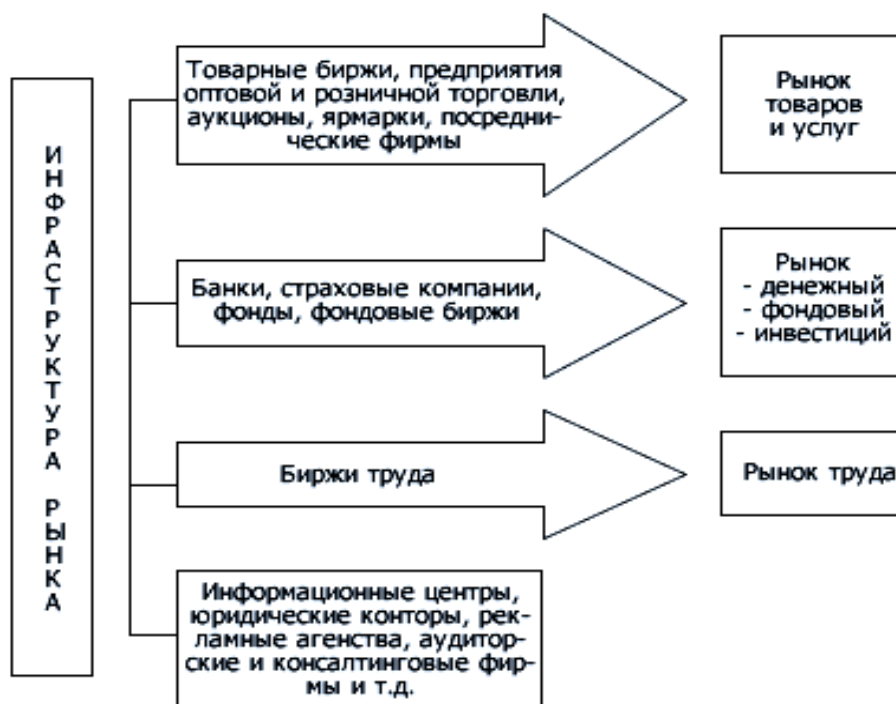 ИНФРАСТРУКТУРА РЫНКА
Товарные биржи, предприятия
оптовой и розничной торговли,
аукционы, ярмарки, посредни-
ческие фирмы
Рынок
товаров
и услуг
Банки, страховые компании,
фонды, фондовые биржи
Рынок
- денежный
- фондовый
- инвестиций
Биржи труда
Рынок труда
Информационные центры,
юридические конторы, рек-
ламные агенства, аудитор-
ские и консалтинговые фир-
мы и т.д.